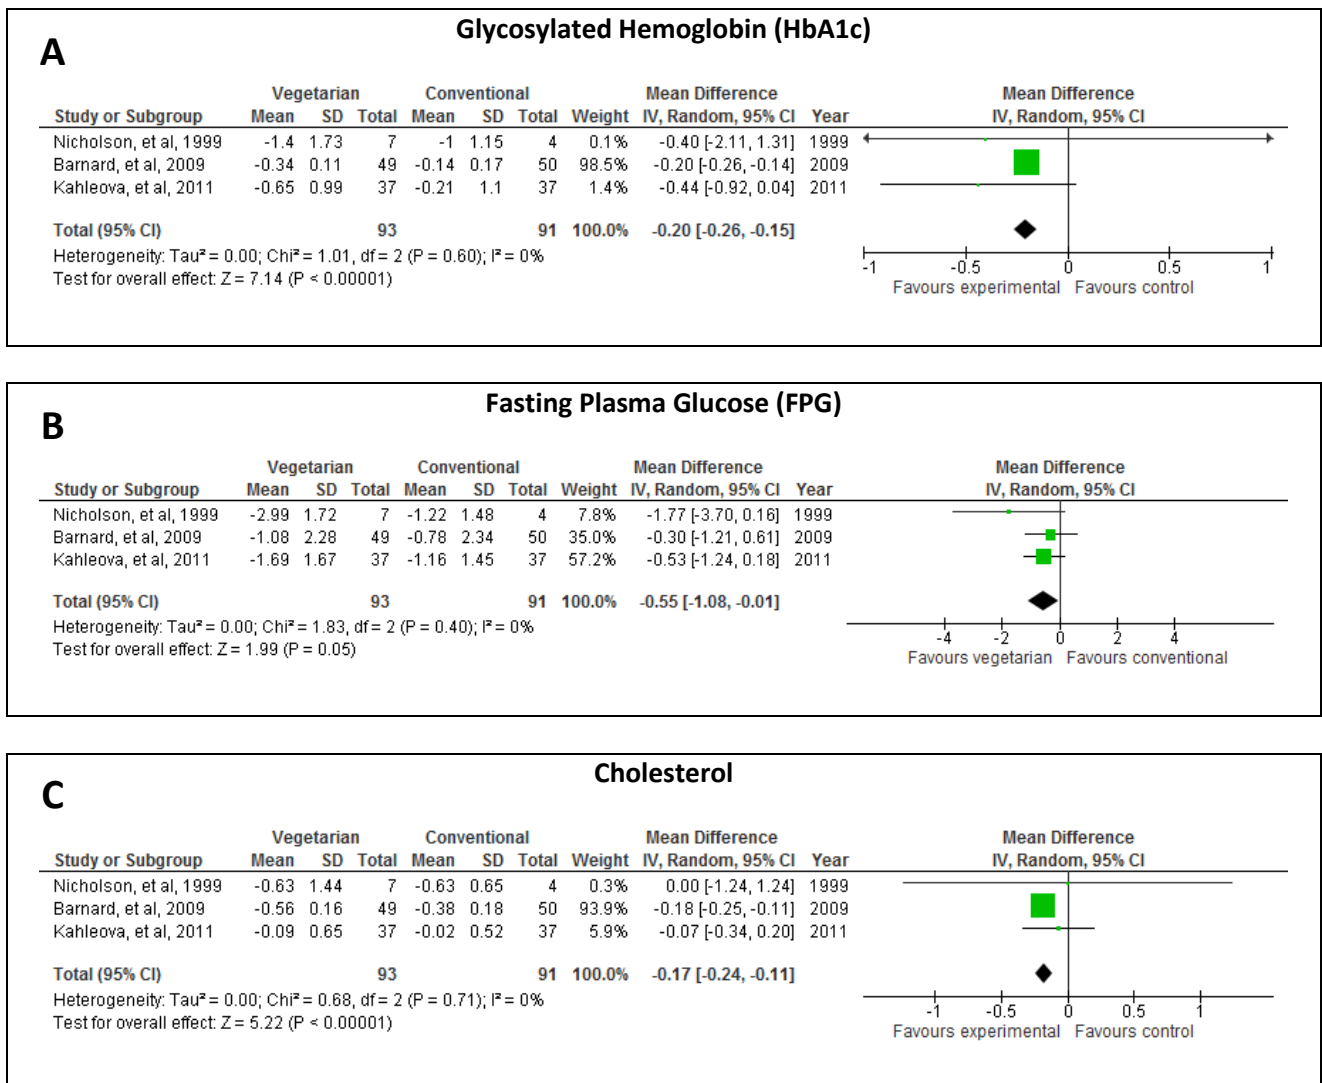 Glycosylated Hemoglobin (HbA1c)
A
Vegetarian Conventional Mean Difference Mean Difference
Study or Subgroup Mean SD Total Mean SD Total Weight IV, Random, 95% CI Year IV, Random, 95% CI
Nicholson, et al, 1999 -1.4 1.73 7 -1 1.15 4 0.1% -0.40 [-2.11, 1.31] 1999
Barnard, et al, 2009 -0.34 0.11 49 -0.14 0.17 50 98.5% -0.20 [-0.26, -0.14] 2009
Kahleova, et al, 2011 -0.65 0.99 37 -0.21 1.1 37 1.4% -0.44 [-0.92, 0.04] 2011
Total (95% CI) 93 91 100.0% -0.20 [-0.26, -0.15]
Heterogeneity: Tau² = 0.00; Chi² = 1.01, df = 2 (P = 0.60); I² = 0%
Test for overall effect: Z = 7.14 (P < 0.00001)
-1 -0.5 0 0.5 1
Favours experimental Favours control
Fasting Plasma Glucose (FPG)
B
Vegetarian Conventional Mean Difference Mean Difference
Study or Subgroup Mean SD Total Mean SD Total Weight IV, Random, 95% CI Year IV, Random, 95% CI
Nicholson, et al, 1999 -2.99 1.72 7 -1.22 1.48 4 7.8% -1.77 [-3.70, 0.16] 1999
Barnard, et al, 2009 -1.08 2.28 49 -0.78 2.34 50 35.0% -0.30 [-1.21, 0.61] 2009
Kahleova, et al, 2011 -1.69 1.67 37 -1.16 1.45 37 57.2% -0.53 [-1.24, 0.18] 2011
Total (95% CI) 93 91 100.0% -0.55 [-1.08, -0.01]
Heterogeneity: Tau² = 0.00; Chi² = 1.83, df = 2 (P = 0.40); I² = 0%
Test for overall effect: Z = 1.99 (P = 0.05)
-4 -2 0 2 4
Favours vegetarian Favours conventional
Cholesterol
C
Vegetarian Conventional Mean Difference Mean Difference
Study or Subgroup Mean SD Total Mean SD Total Weight IV, Random, 95% CI Year IV, Random, 95% CI
Nicholson, et al, 1999 -0.63 1.44 7 -0.63 0.65 4 0.3% 0.00 [-1.24, 1.24] 1999
Barnard, et al, 2009 -0.56 0.16 49 -0.38 0.18 50 93.9% -0.18 [-0.25, -0.11] 2009
Kahleova, et al, 2011 -0.09 0.65 37 -0.02 0.52 37 5.9% -0.07 [-0.34, 0.20] 2011
Total (95% CI) 93 91 100.0% -0.17 [-0.24, -0.11]
Heterogeneity: Tau² = 0.00; Chi² = 0.68, df = 2 (P = 0.71); I² = 0%
Test for overall effect: Z = 5.22 (P < 0.00001)
-1 -0.5 0 0.5 1
Favours experimental Favours control